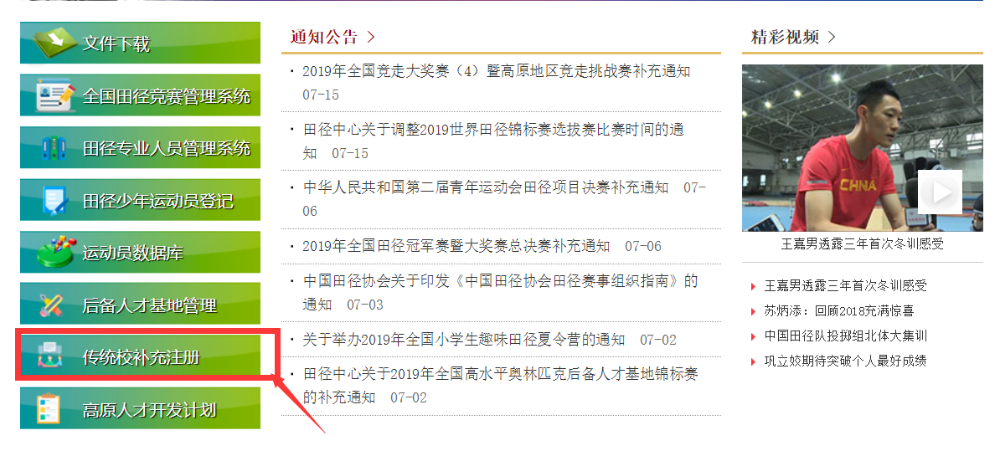 文件下载
全国田径竞赛管理系统
田径专业人员管理系统
田径少年运动员登记
运动员数据库
后备人才基地管理
传统校补充注册
高原人才开发计划
通知公告 >
· 2019年全国竞走大奖赛（4）暨高原地区竞走挑战赛补充通知
07-15
· 田径中心关于调整2019世界田径锦标赛选拔赛比赛时间的通
知 07-15
· 中华人民共和国第二届青年运动会田径项目决赛补充通知 07-
06
· 2019年全国田径冠军赛暨大奖赛总决赛补充通知 07-06
· 中国田径协会关于印发《中国田径协会田径赛事组织指南》的
通知 07-03
· 关于举办2019年全国小学生趣味田径夏令营的通知 07-02
· 田径中心关于2019年全国高水平奥林匹克后备人才基地锦标赛
的补充通知 07-02
精彩视频 >
CHINA
王嘉男透露三年首次冬训感受
王嘉男透露三年首次冬训感受
苏炳添：回顾2018充满惊喜
中国田径队投掷组北体大集训
巩立姣期待突破个人最好成绩